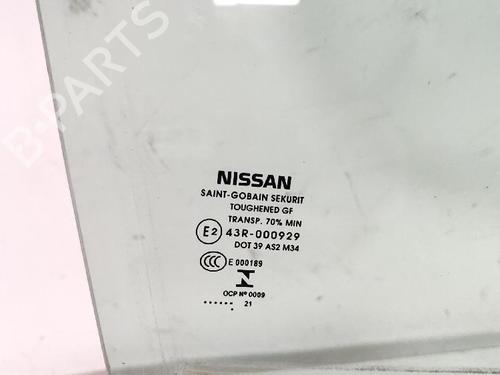 B-PARTS
NISSAN
SAINT-GOBAIN SEKURIT
TOUGHENED GF
TRANSP. 70% MIN
E2 43R-000929
DOT 39 AS2 M34
CCC E 000189
N
OCP Nº 0009
...... 21